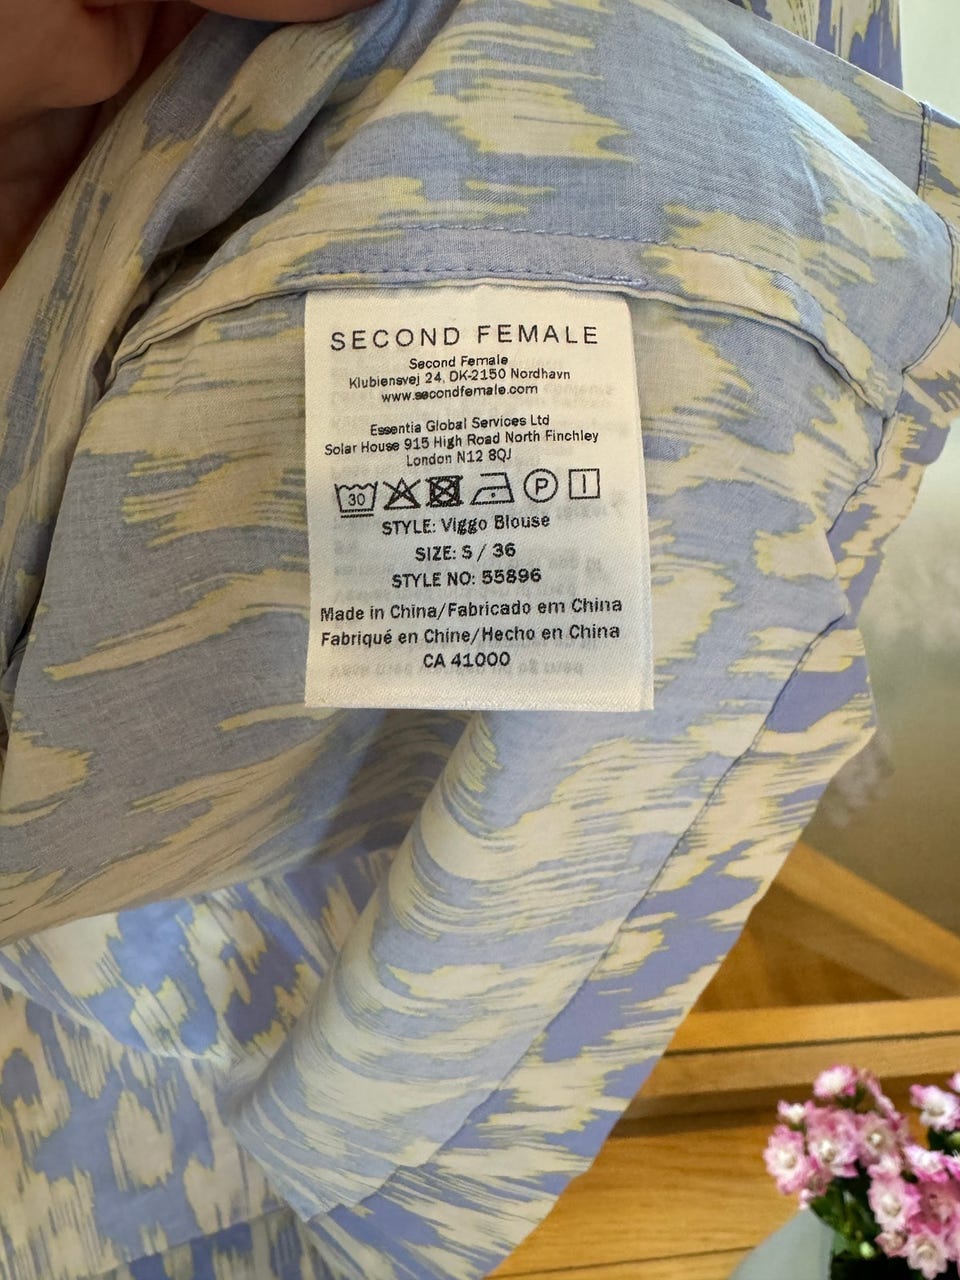 SECOND FEMALE
Second Female
Klubiensvej 24, DK-2150 Nordhavn
www.secondfemale.com
Essentia Global Services Ltd
Solar House 915 High Road North Finchley
London N12 8QJ
30 P
STYLE: Viggo Blouse
SIZE: S / 36
STYLE NO: 55896
Made in China/Fabricado em China
Fabriqué en Chine/Hecho en China
CA 41000